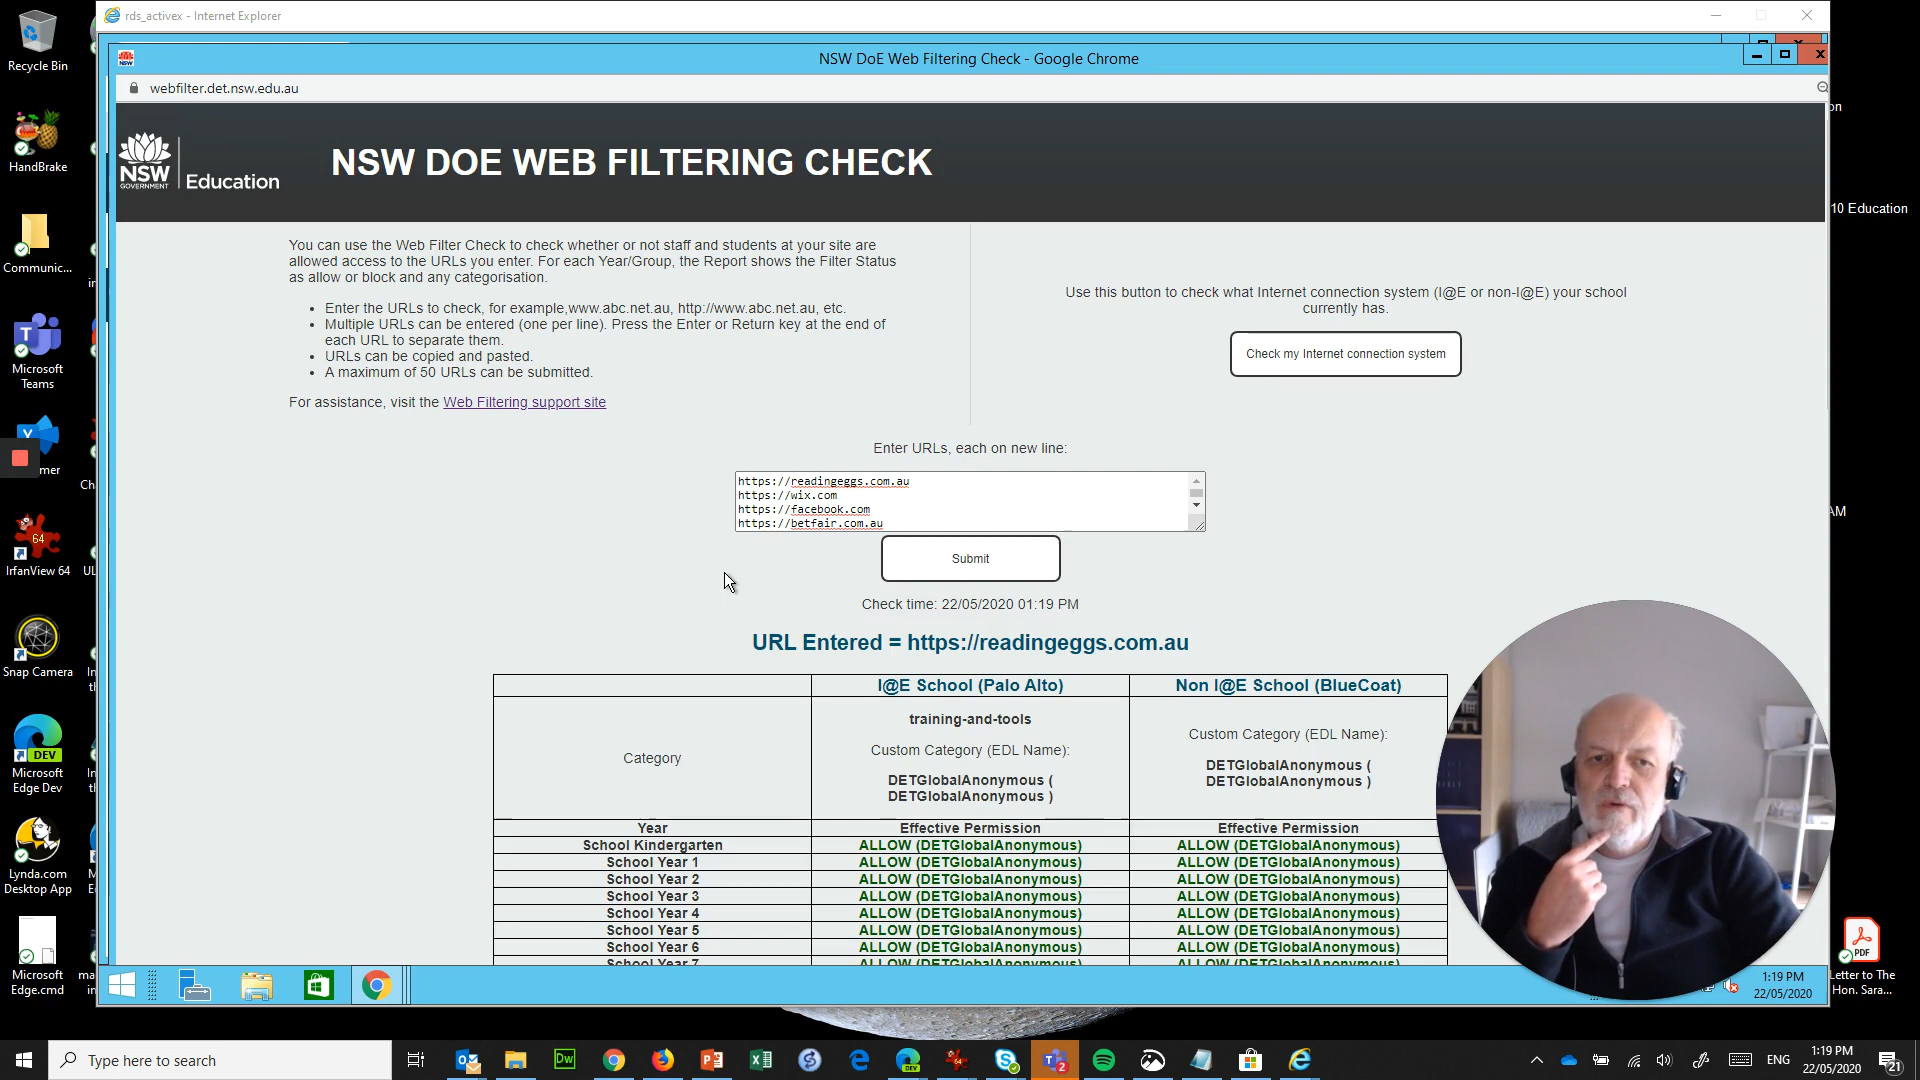 rds_activex - Internet Explorer
NSW DoE Web Filtering Check - Google Chrome
webfilter.det.nsw.edu.au
NSW
GOVERNMENT
Education
NSW DOE WEB FILTERING CHECK
You can use the Web Filter Check to check whether or not staff and students at your site are
allowed access to the URLs you enter. For each Year/Group, the Report shows the Filter Status
as allow or block and any categorisation.
• Enter the URLs to check, for example,www.abc.net.au, http://www.abc.net.au, etc.
• Multiple URLs can be entered (one per line). Press the Enter or Return key at the end of
each URL to separate them.
• URLs can be copied and pasted.
• A maximum of 50 URLs can be submitted.
For assistance, visit the Web Filtering support site
Use this button to check what Internet connection system (I@E or non-I@E) your school
currently has.
Check my Internet connection system
Enter URLs, each on new line:
https://readingeggs.com.au
https://wix.com
https://facebook.com
https://betfair.com.au
Submit
Check time: 22/05/2020 01:19 PM
URL Entered = https://readingeggs.com.au
I@E School (Palo Alto)
Non I@E School (BlueCoat)
Category
training-and-tools
Custom Category (EDL Name):
DETGlobalAnonymous (
DETGlobalAnonymous )
Custom Category (EDL Name):
DETGlobalAnonymous (
DETGlobalAnonymous )
Year Effective Permission Effective Permission
School Kindergarten ALLOW (DETGlobalAnonymous) ALLOW (DETGlobalAnonymous)
School Year 1 ALLOW (DETGlobalAnonymous) ALLOW (DETGlobalAnonymous)
School Year 2 ALLOW (DETGlobalAnonymous) ALLOW (DETGlobalAnonymous)
School Year 3 ALLOW (DETGlobalAnonymous) ALLOW (DETGlobalAnonymous)
School Year 4 ALLOW (DETGlobalAnonymous) ALLOW (DETGlobalAnonymous)
School Year 5 ALLOW (DETGlobalAnonymous) ALLOW (DETGlobalAnonymous)
School Year 6 ALLOW (DETGlobalAnonymous) ALLOW (DETGlobalAnonymous)
School Year 7 ALLOW (DETGlobalAnonymous) ALLOW (DETGlobalAnonymous)
1:19 PM
22/05/2020
Recycle Bin
HandBrake
Communic...
Microsoft
Teams
mer
64
IrfanView 64
Snap Camera
DEV
Microsoft
Edge Dev
Lynda.com
Desktop App
Microsoft
Edge.cmd
10 Education
AM
PDF
Letter to The
Hon. Sara...
Type here to search
Dw
ENG
1:19 PM
22/05/2020
21